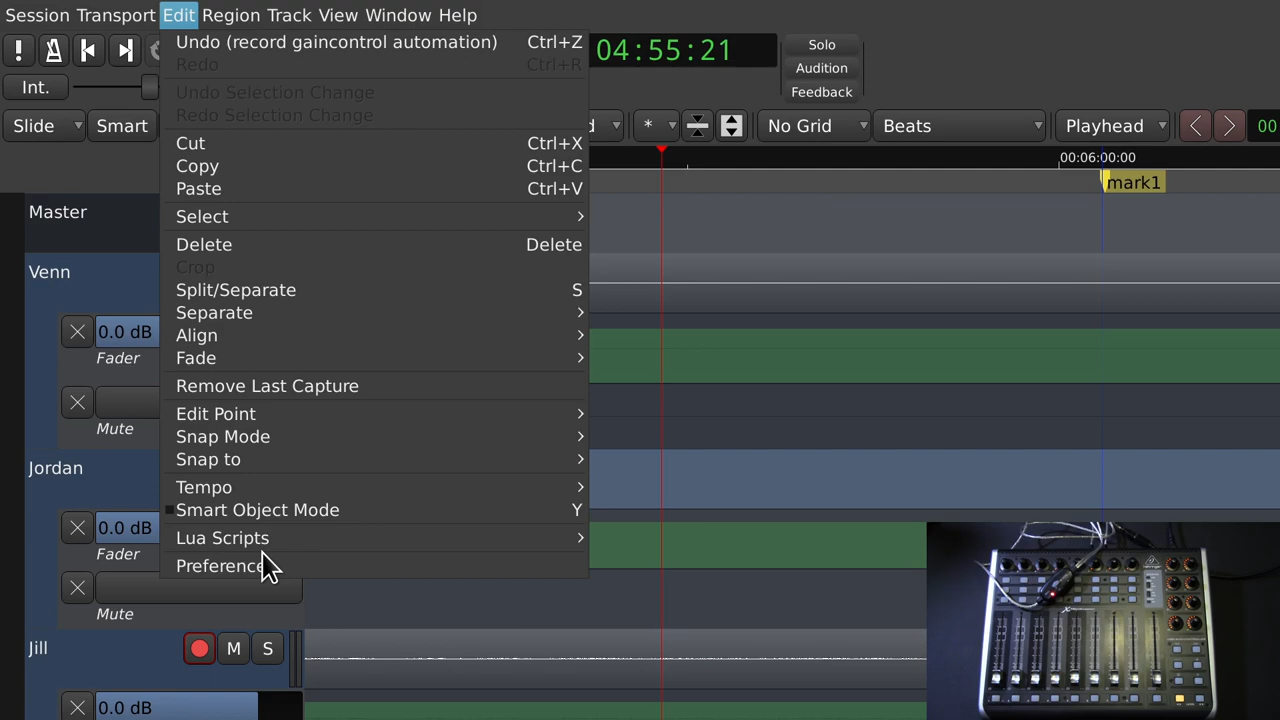 Session Transport Edit Region Track View Window Help
Undo (record gaincontrol automation) Ctrl+Z
Redo Ctrl+R
Undo Selection Change
Redo Selection Change
Cut Ctrl+X
Copy Ctrl+C
Paste Ctrl+V
Select
Delete Delete
Crop
Split/Separate S
Separate
Align
Fade
Remove Last Capture
Edit Point
Snap Mode
Snap to
Tempo
Smart Object Mode Y
Lua Scripts
Int.
Slide Smart
04:55:21
Solo
Audition
Feedback
* No Grid Beats Playhead 00
00:06:00:00
mark1
Master
Venn
0.0 dB
Fader
Mute
Jordan
0.0 dB
Fader
Mute
Jill M S
0.0 dB